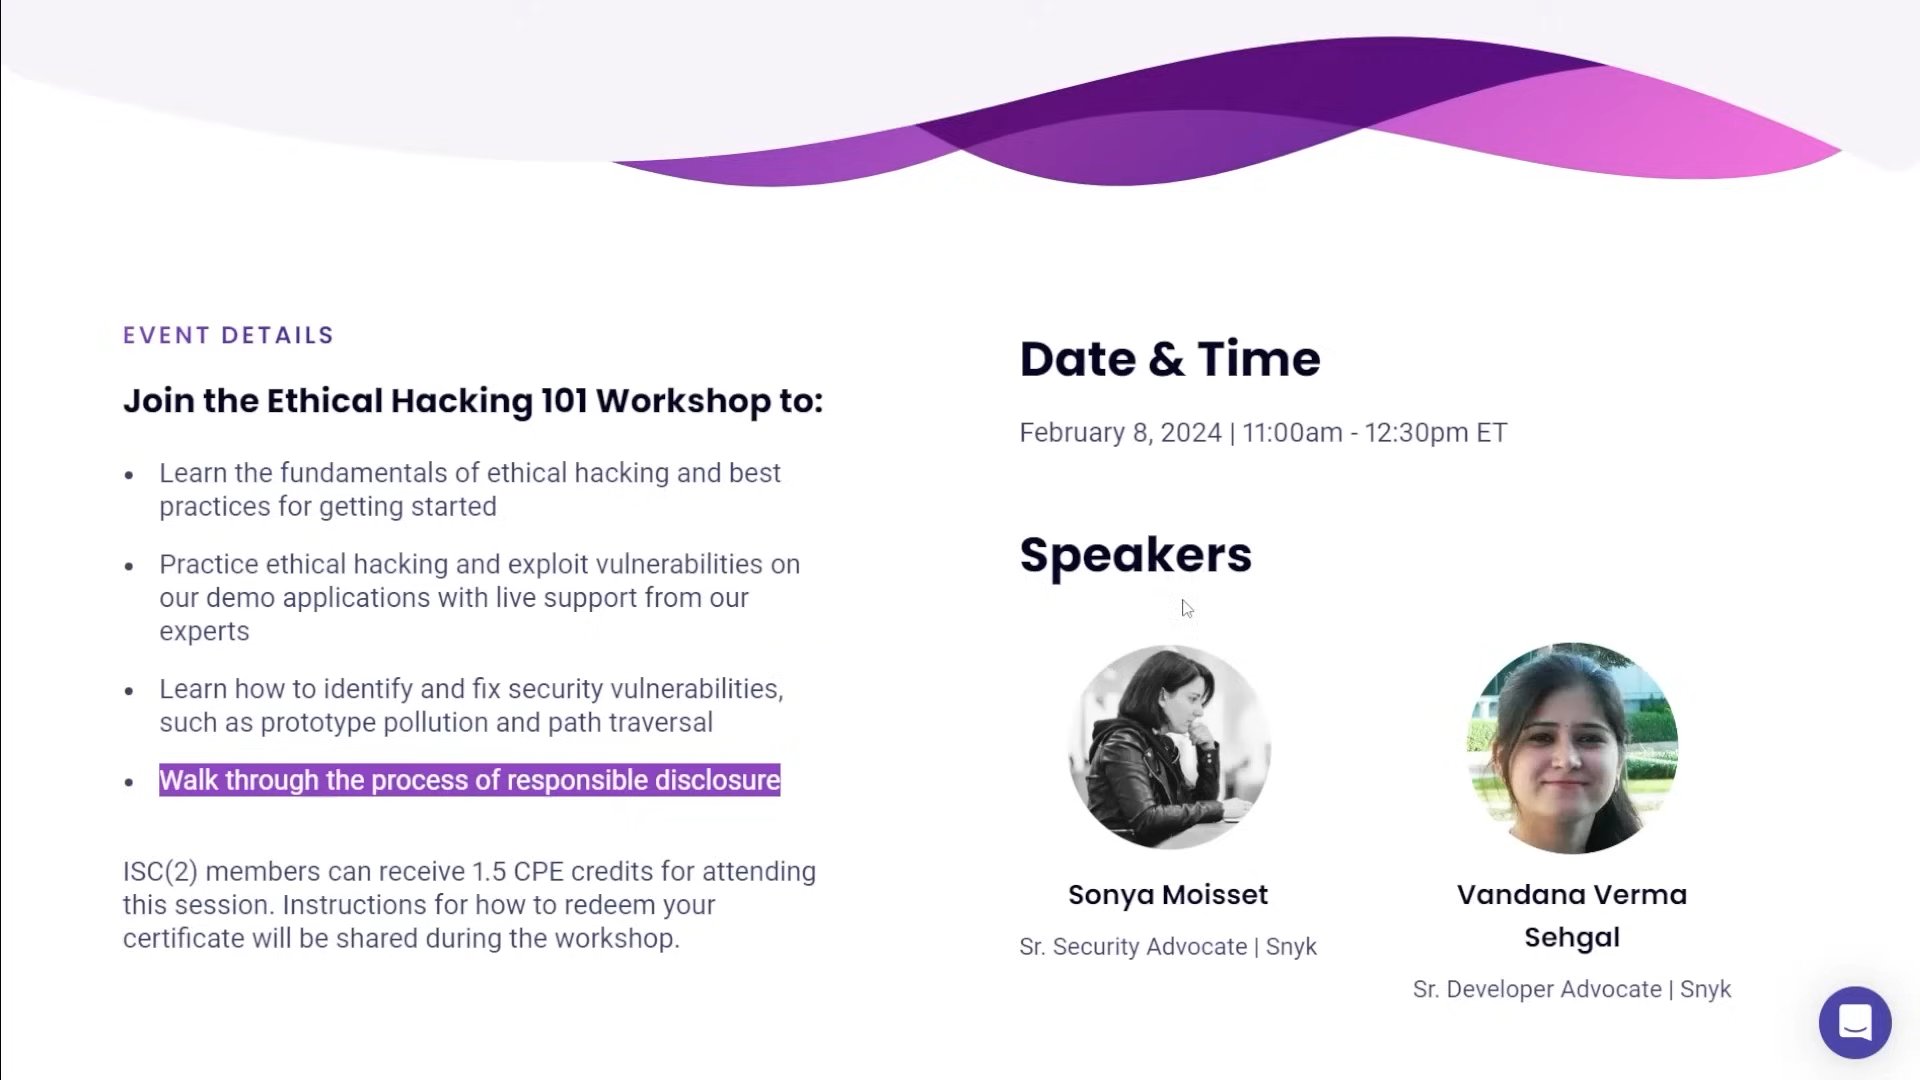 EVENT DETAILS
Join the Ethical Hacking 101 Workshop to:
• Learn the fundamentals of ethical hacking and best
practices for getting started
• Practice ethical hacking and exploit vulnerabilities on
our demo applications with live support from our
experts
• Learn how to identify and fix security vulnerabilities,
such as prototype pollution and path traversal
• Walk through the process of responsible disclosure
ISC(2) members can receive 1.5 CPE credits for attending
this session. Instructions for how to redeem your
certificate will be shared during the workshop.
Date & Time
February 8, 2024 | 11:00am - 12:30pm ET
Speakers
Sonya Moisset
Sr. Security Advocate | Snyk
Vandana Verma
Sehgal
Sr. Developer Advocate | Snyk